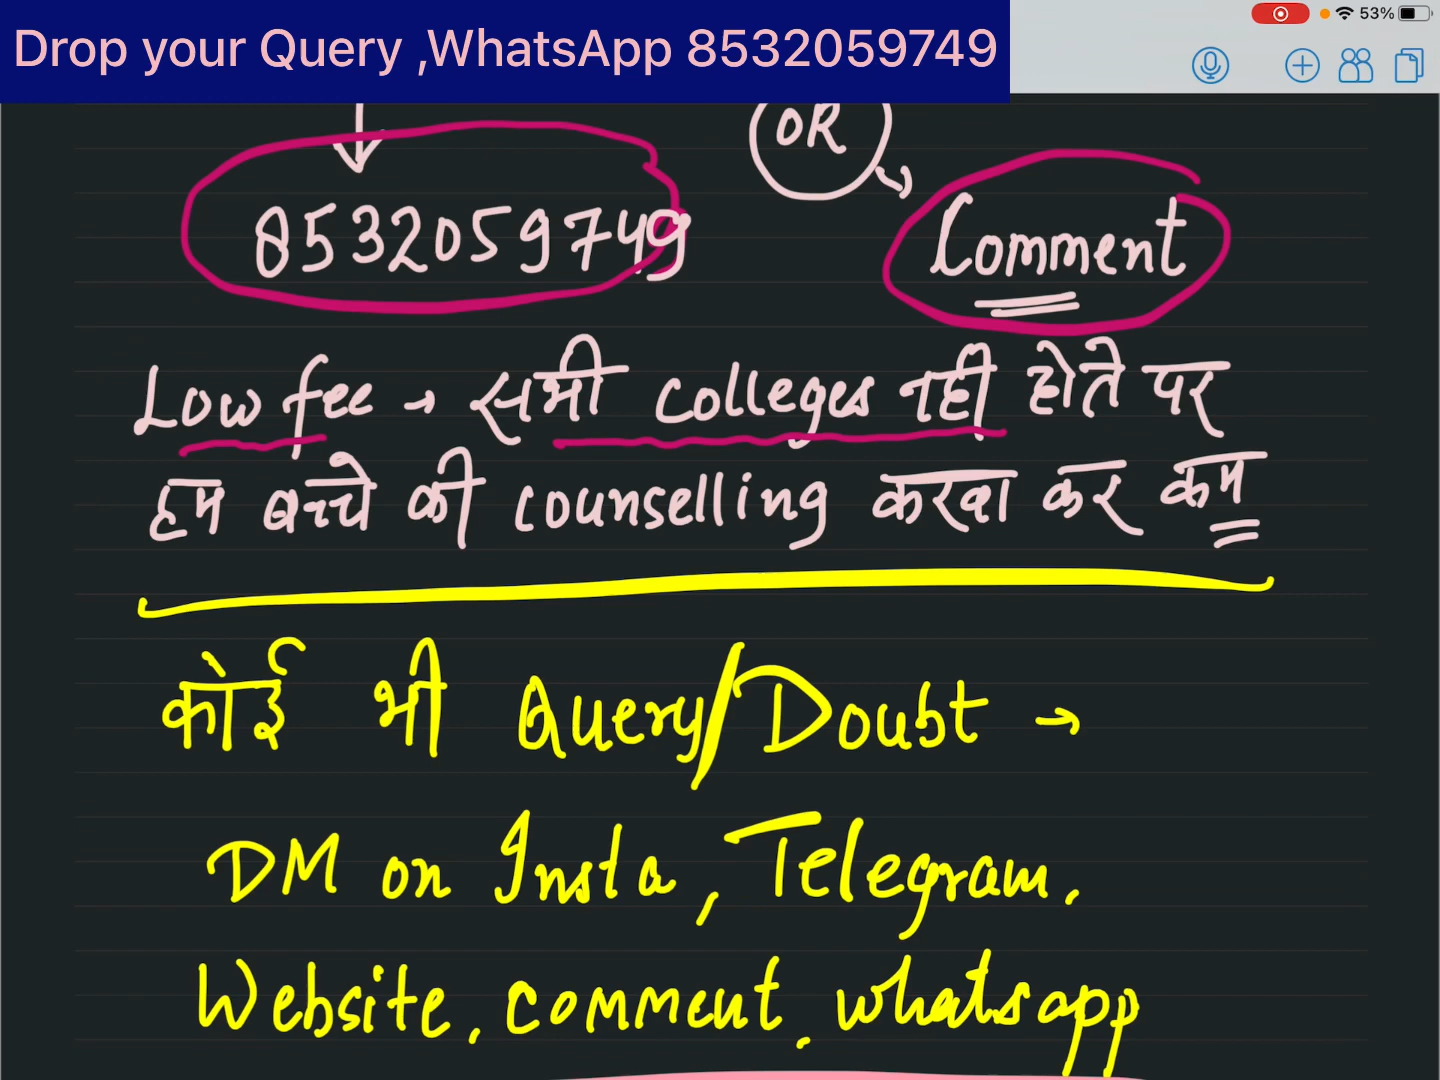 Drop your Query ,WhatsApp 8532059749
53%
OR
8532059749
Comment
Low fee → सभी colleges नही होते पर
हम बच्चे की counselling करवा कर कम
कोई भी Query/Doubt →
DM on Insta, Telegram.
Website, comment, whatsapp